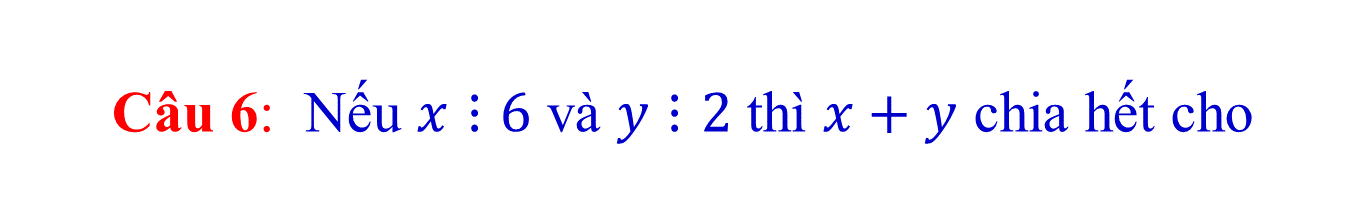 Câu 6: Nếu x ⋮ 6 và y ⋮ 2 thì x + y chia hết cho